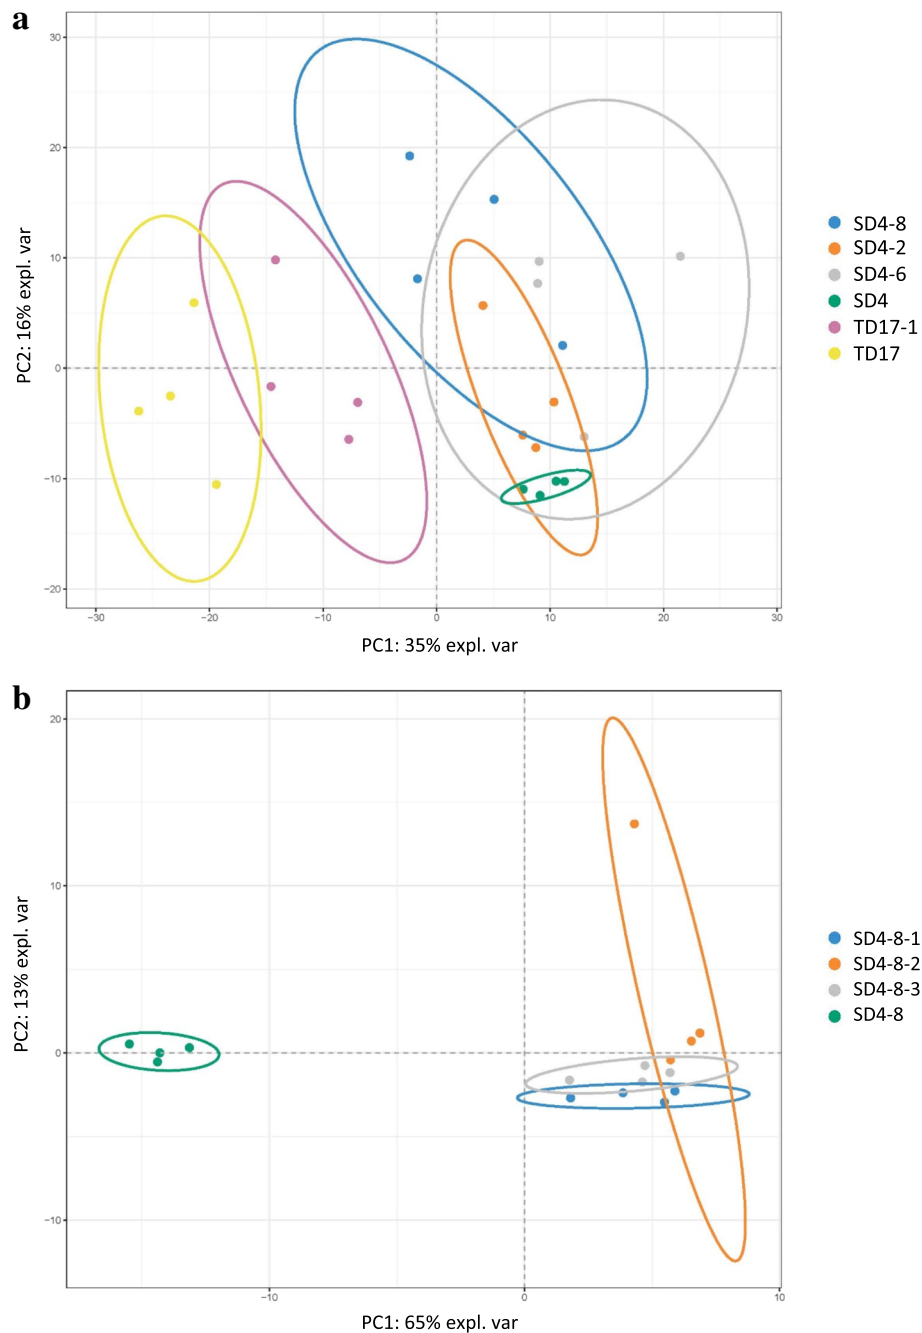 a
30
20
10
0
−10
−20
PC2: 16% expl. var
−30
−20
−10
0
10
20
30
PC1: 35% expl. var
SD4-8
SD4-2
SD4-6
SD4
TD17-1
TD17
b
20
10
0
−10
PC2: 13% expl. var
−10
0
10
PC1: 65% expl. var
SD4-8-1
SD4-8-2
SD4-8-3
SD4-8